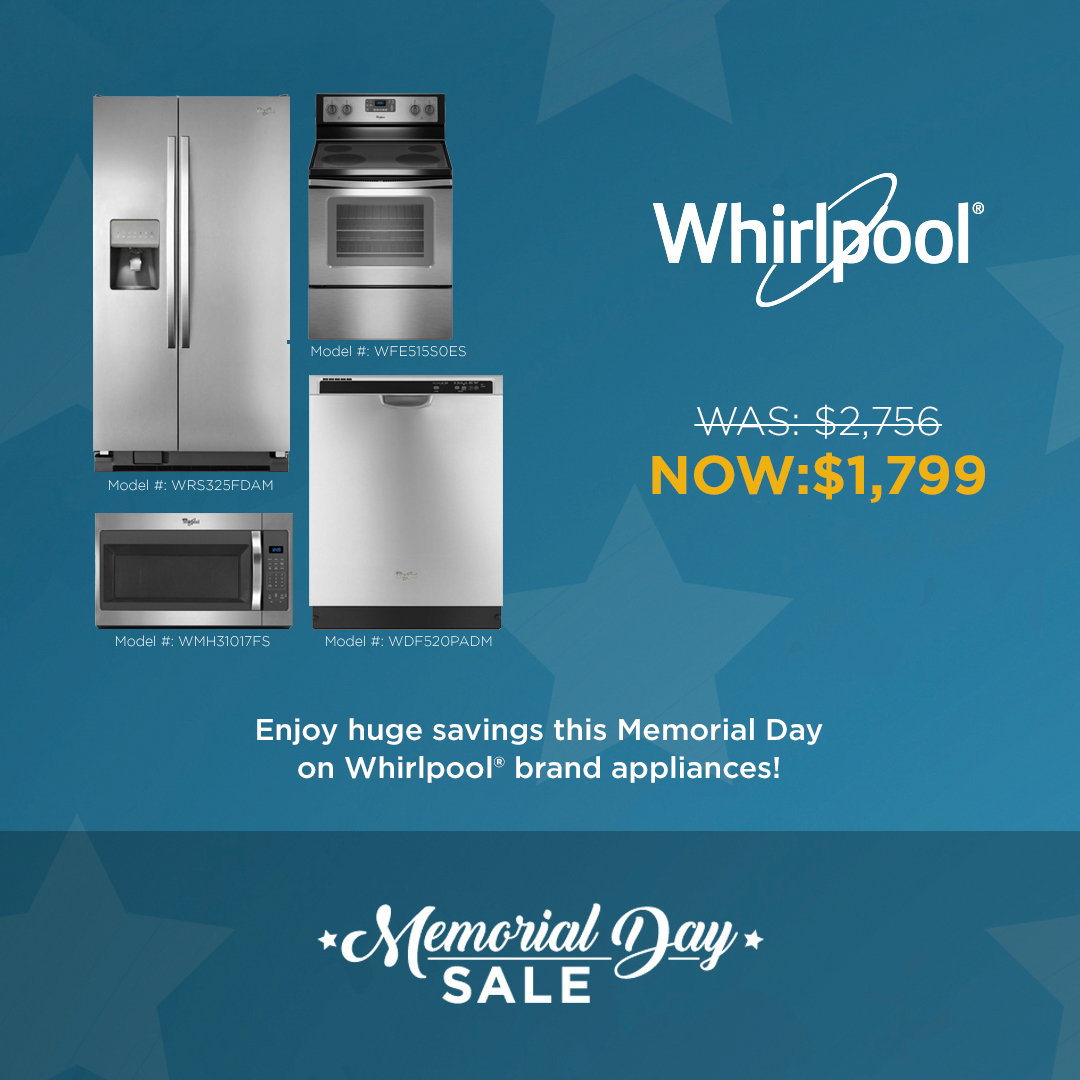 Model #: WFE515S0ES
Model #: WRS325FDAM
Model #: WMH31017FS
Model #: WDF520PADM
Whirlpool®
WAS: $2,756
NOW:$1,799
Enjoy huge savings this Memorial Day
on Whirlpool® brand appliances!
Memorial Day
SALE